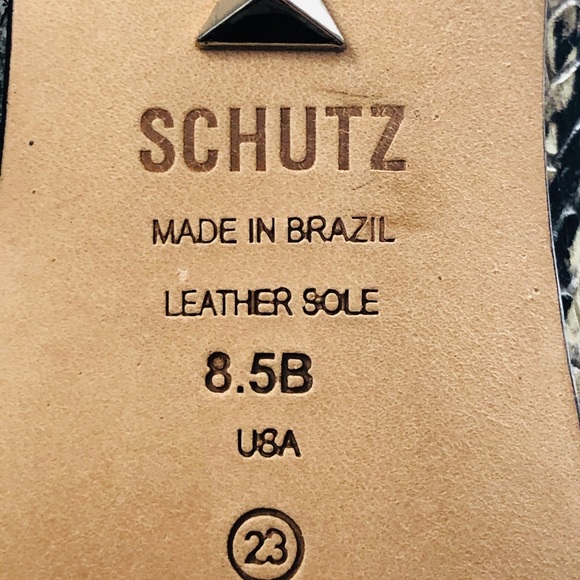 SCHUTZ
MADE IN BRAZIL
LEATHER SOLE
8.5B
USA
23